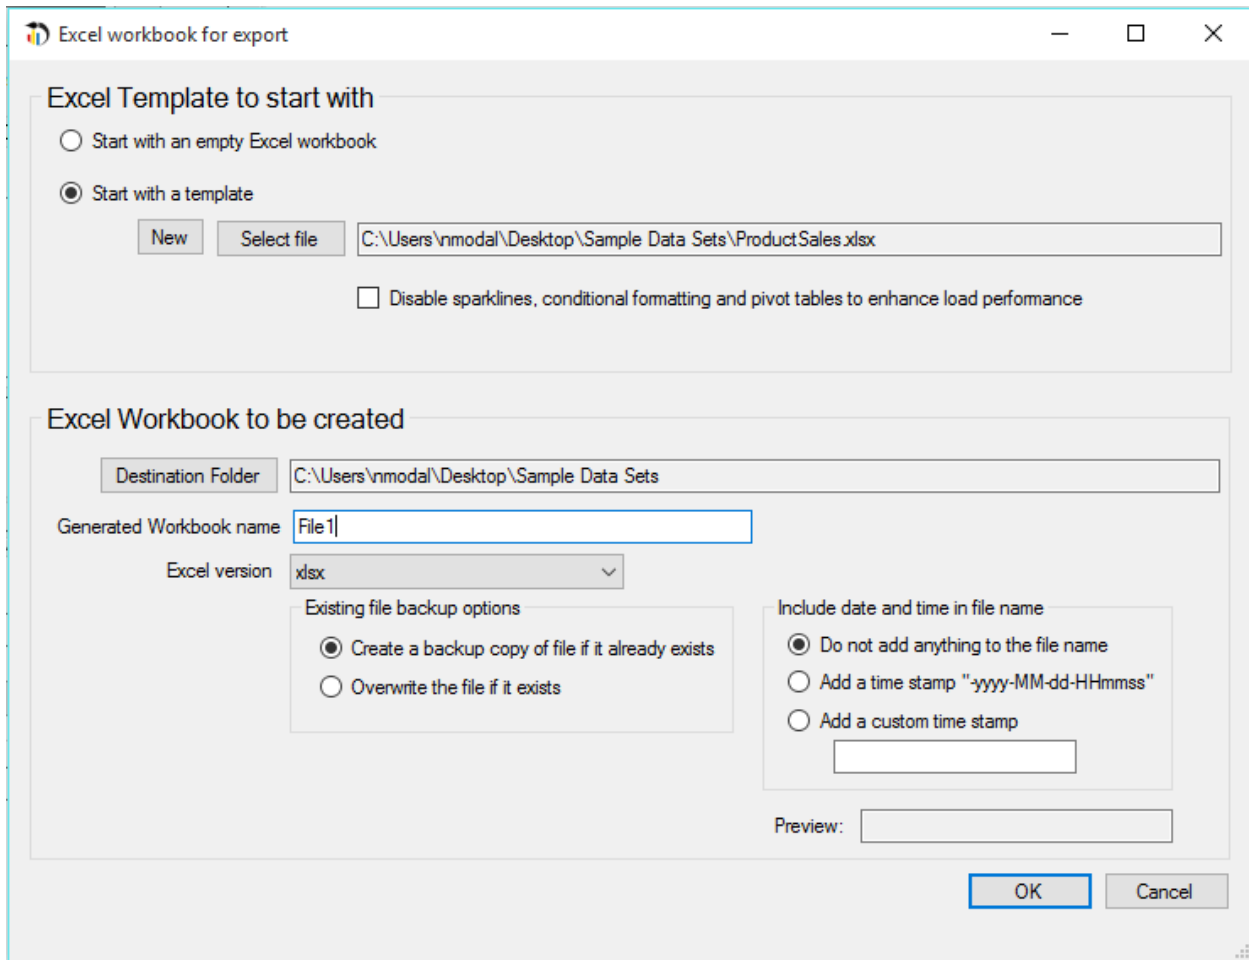 Excel workbook for export
Excel Template to start with
Start with an empty Excel workbook
Start with a template
New
Select file
C:\Users\nmodal\Desktop\Sample Data Sets\ProductSales.xlsx
Disable sparklines, conditional formatting and pivot tables to enhance load performance
Excel Workbook to be created
Destination Folder
C:\Users\nmodal\Desktop\Sample Data Sets
Generated Workbook name
File1
Excel version
xlsx
Existing file backup options
Create a backup copy of file if it already exists
Overwrite the file if it exists
Include date and time in file name
Do not add anything to the file name
Add a time stamp "-yyyy-MM-dd-HHmmss"
Add a custom time stamp
Preview:
OK
Cancel